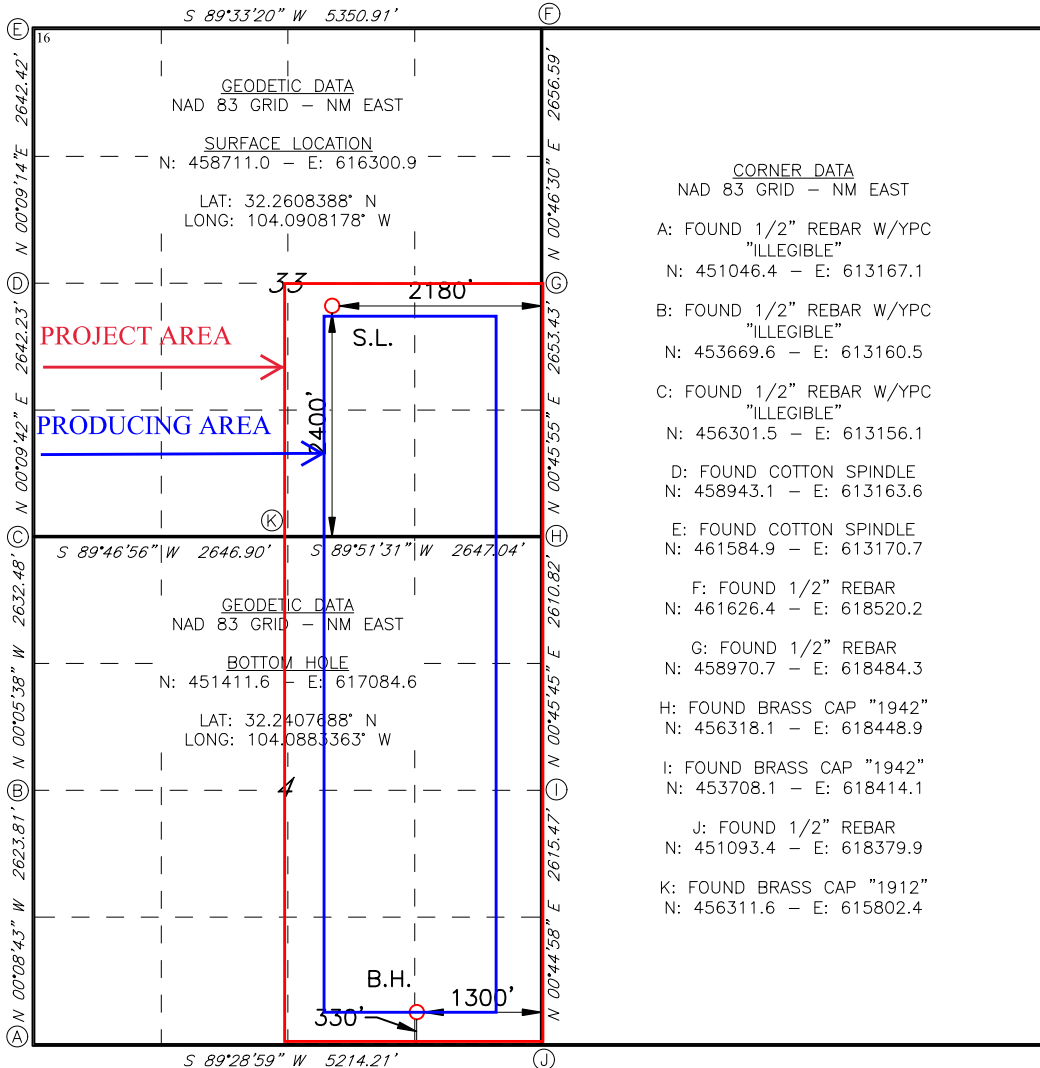 S 89°33'20" W 5350.91'
E
F
16
2642.42'
N 00°09'14" E
2656.59'
N 00°46'30" E
GEODETIC DATA
NAD 83 GRID – NM EAST
SURFACE LOCATION
N: 458711.0 – E: 616300.9
LAT: 32.2608388° N
LONG: 104.0908178° W
D
33
G
2180'
S.L.
2400'
PROJECT AREA
PRODUCING AREA
2642.23'
N 00°09'42" E
2653.43'
N 00°45'55" E
K
C
H
S 89°46'56" W 2646.90'
S 89°51'31" W 2647.04'
2632.48'
N 00°05'38" W
2610.82'
N 00°45'45" E
GEODETIC DATA
NAD 83 GRID – NM EAST
BOTTOM HOLE
N: 451411.6 – E: 617084.6
LAT: 32.2407688° N
LONG: 104.0883363° W
B
4
I
2623.81'
N 00°08'43" W
2615.47'
N 00°44'58" E
B.H.
1300'
330'
A
J
S 89°28'59" W 5214.21'
CORNER DATA
NAD 83 GRID – NM EAST
A: FOUND 1/2" REBAR W/YPC
"ILLEGIBLE"
N: 451046.4 – E: 613167.1
B: FOUND 1/2" REBAR W/YPC
"ILLEGIBLE"
N: 453669.6 – E: 613160.5
C: FOUND 1/2" REBAR W/YPC
"ILLEGIBLE"
N: 456301.5 – E: 613156.1
D: FOUND COTTON SPINDLE
N: 458943.1 – E: 613163.6
E: FOUND COTTON SPINDLE
N: 461584.9 – E: 613170.7
F: FOUND 1/2" REBAR
N: 461626.4 – E: 618520.2
G: FOUND 1/2" REBAR
N: 458970.7 – E: 618484.3
H: FOUND BRASS CAP "1942"
N: 456318.1 – E: 618448.9
I: FOUND BRASS CAP "1942"
N: 453708.1 – E: 618414.1
J: FOUND 1/2" REBAR
N: 451093.4 – E: 618379.9
K: FOUND BRASS CAP "1912"
N: 456311.6 – E: 615802.4